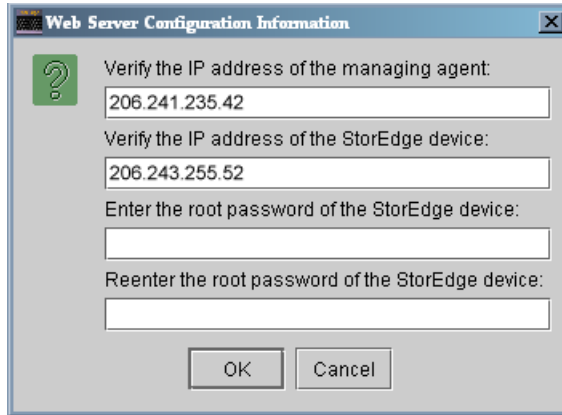 Web Server Configuration Information
Verify the IP address of the managing agent:
206.241.235.42
Verify the IP address of the StorEdge device:
206.243.255.52
Enter the root password of the StorEdge device:
Reenter the root password of the StorEdge device:
OK Cancel